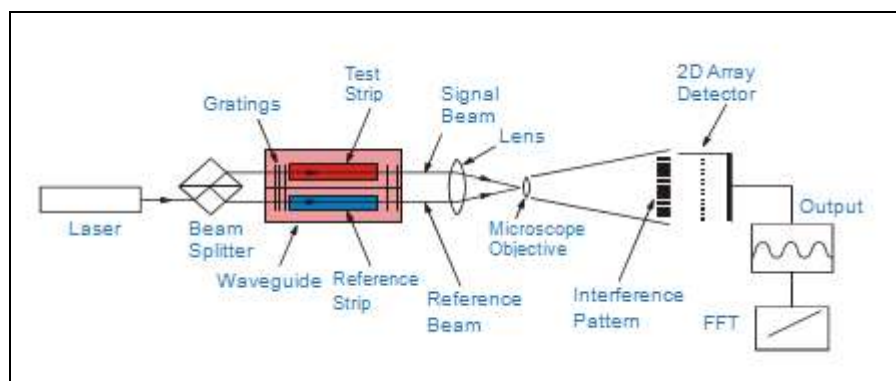 Test
Strip
Gratings
Signal
Beam
Lens
2D Array
Detector
Laser
Beam
Splitter
Waveguide
Reference
Strip
Reference
Beam
Microscope
Objective
Interference
Pattern
Output
FFT